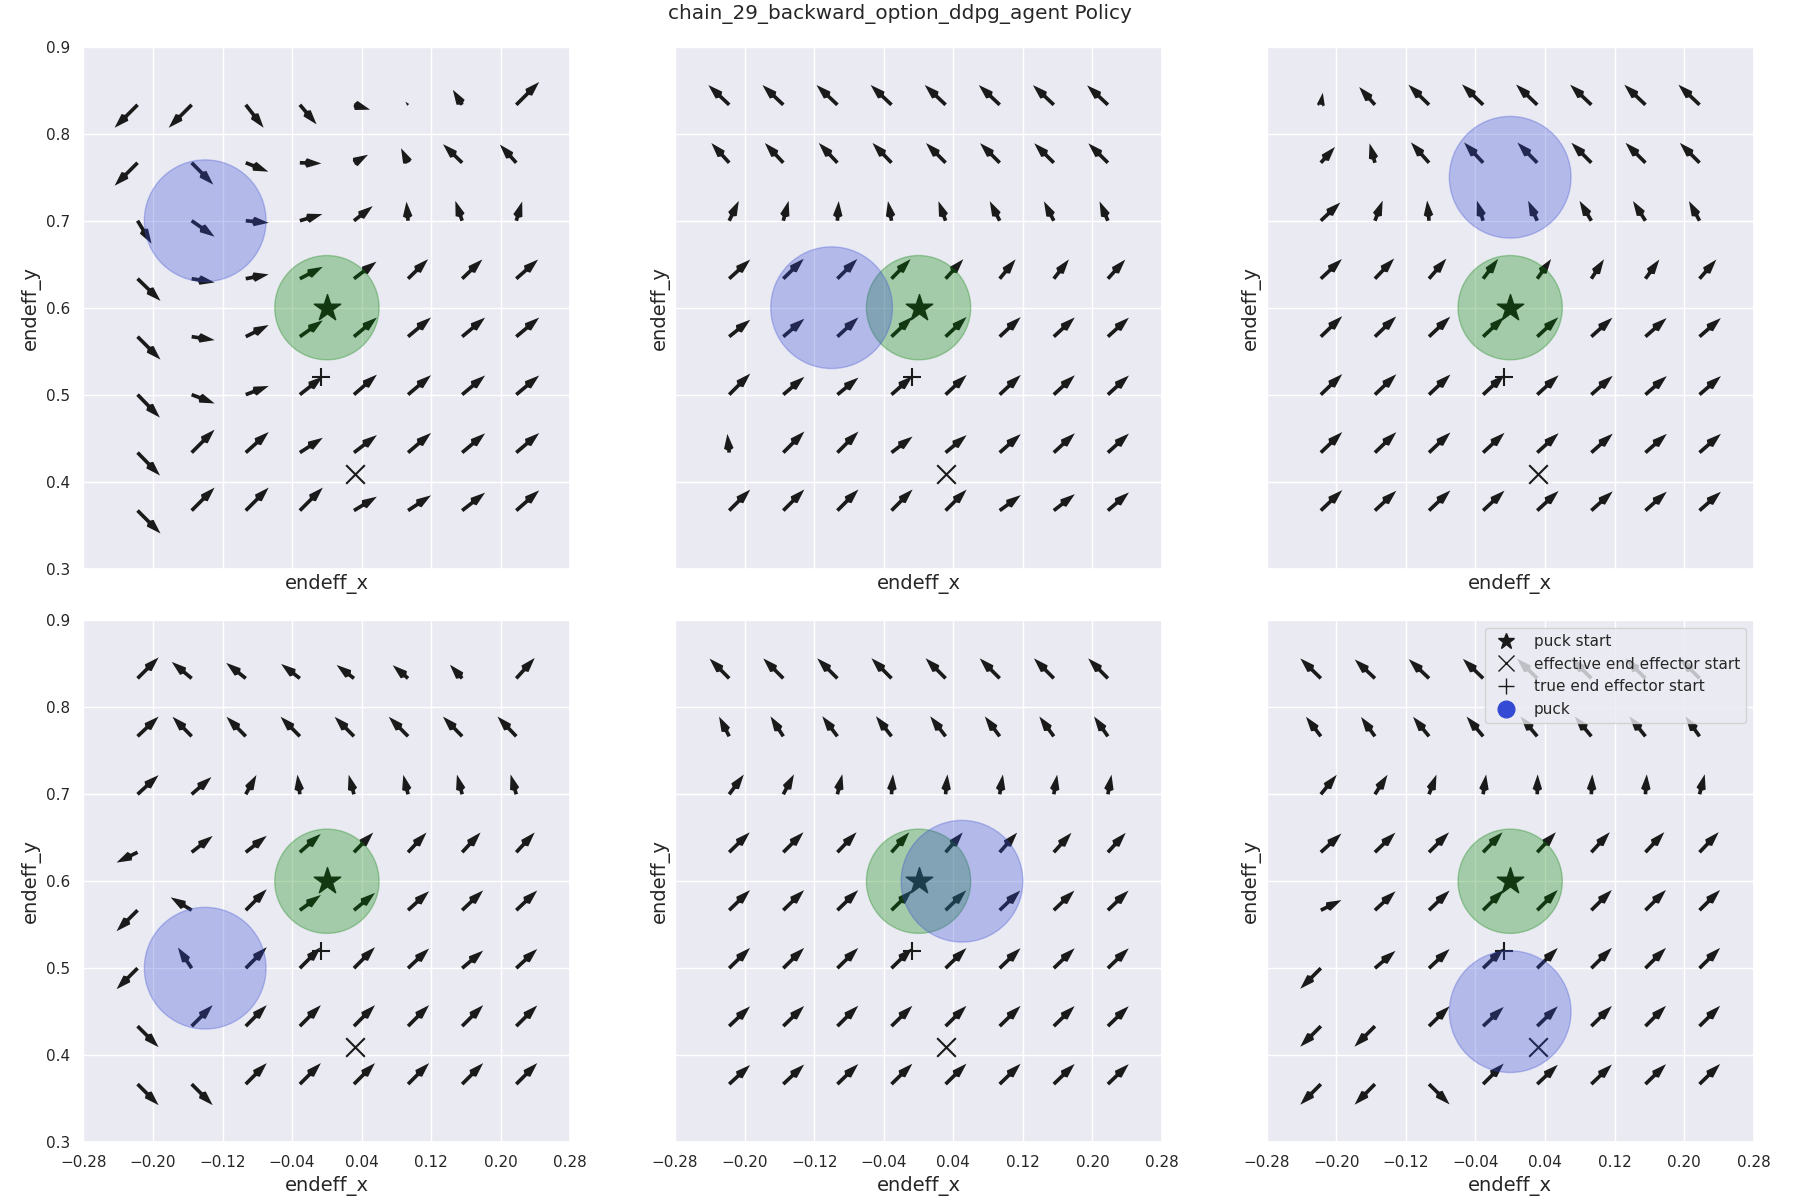 chain_29_backward_option_ddpg_agent Policy
0.9
0.8
0.7
0.6
0.5
0.4
0.3
endeff_y
endeff_x
endeff_y
endeff_x
endeff_y
endeff_x
0.9
0.8
0.7
0.6
0.5
0.4
0.3
endeff_y
−0.28 −0.20 −0.12 −0.04 0.04 0.12 0.20 0.28
endeff_x
endeff_y
−0.28 −0.20 −0.12 −0.04 0.04 0.12 0.20 0.28
endeff_x
puck start
effective end effector start
true end effector start
puck
endeff_y
−0.28 −0.20 −0.12 −0.04 0.04 0.12 0.20 0.28
endeff_x